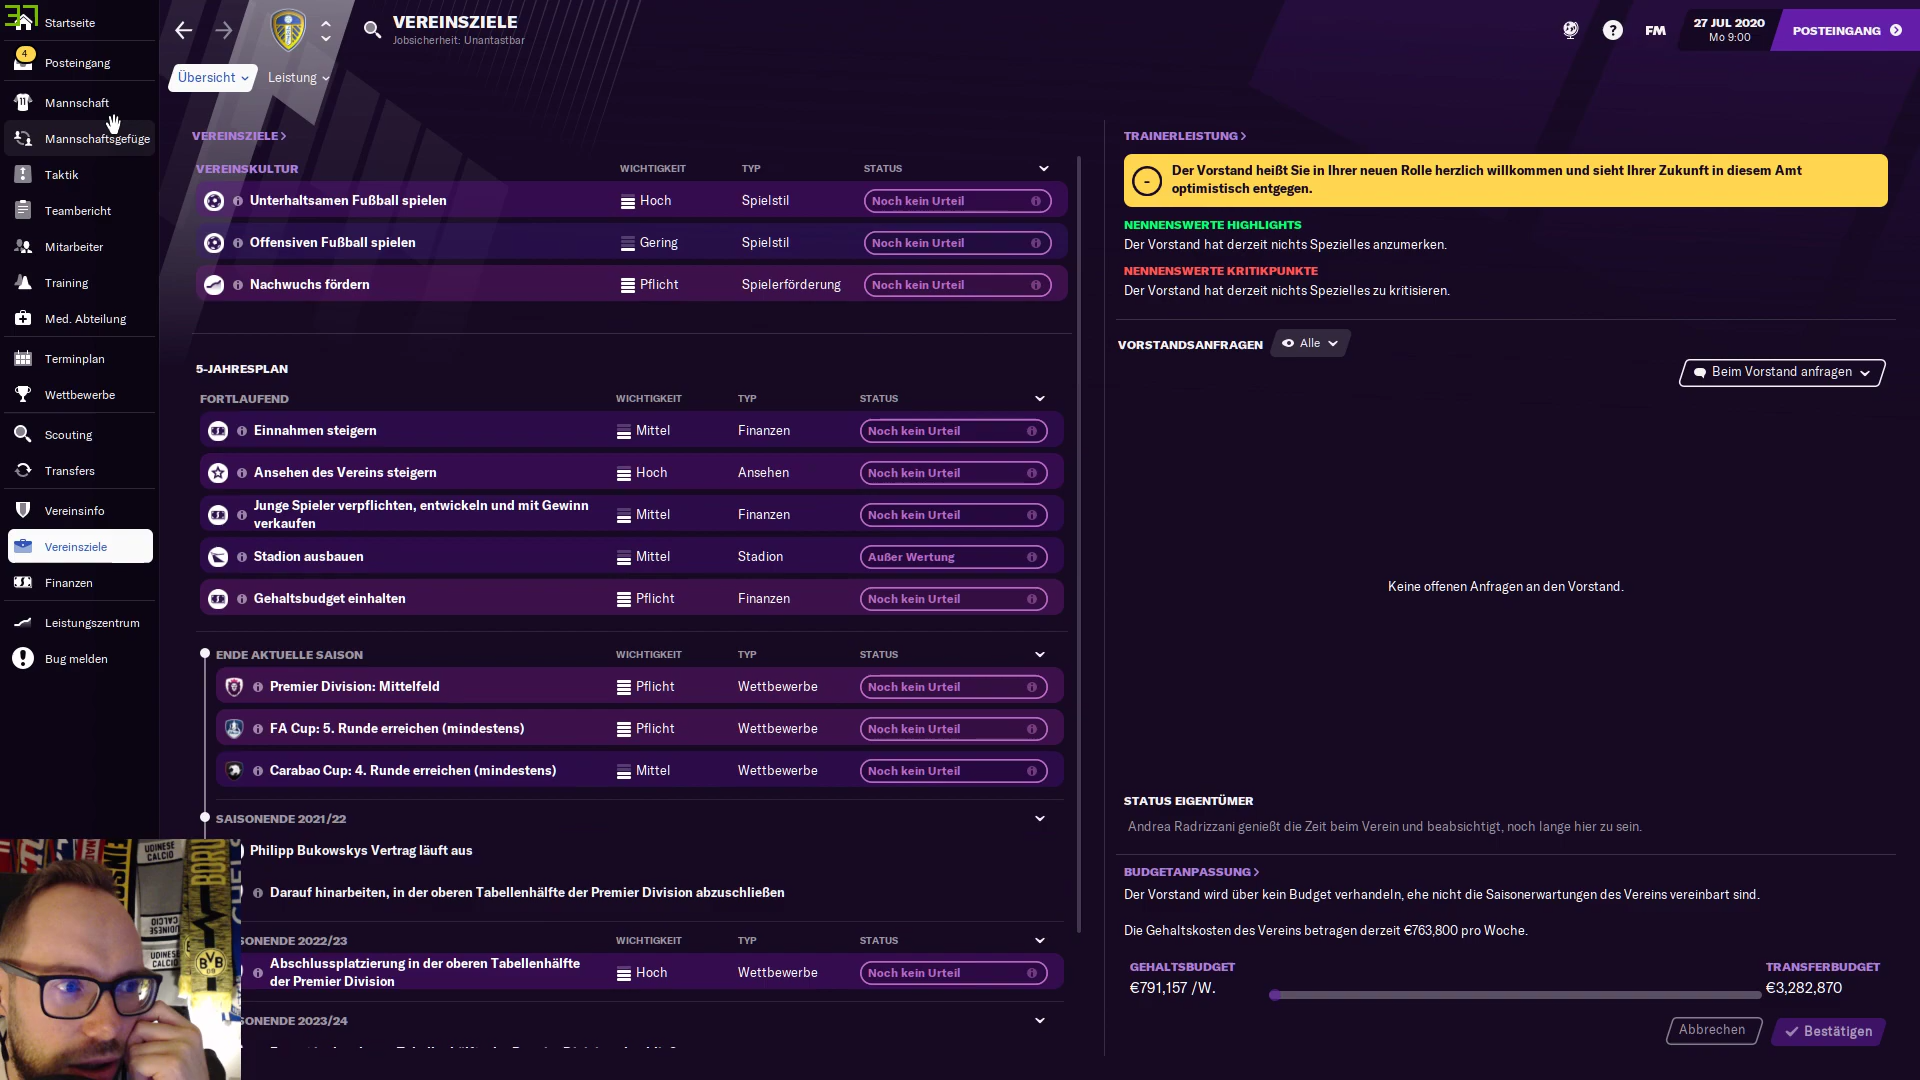 37
Startseite
4
Posteingang
Mannschaft
Mannschaftsgefüge
Taktik
Teambericht
Mitarbeiter
Training
Med. Abteilung
Terminplan
Wettbewerbe
Scouting
Transfers
Vereinsinfo
Vereinsziele
Finanzen
Leistungszentrum
Bug melden
VEREINSZIELE
Jobsicherheit: Unantastbar
FM
27 JUL 2020
Mo 9:00
POSTEINGANG
Übersicht
Leistung
VEREINSZIELE
VEREINSKULTUR WICHTIGKEIT TYP STATUS
Unterhaltsamen Fußball spielen Hoch Spielstil Noch kein Urteil
Offensiven Fußball spielen Gering Spielstil Noch kein Urteil
Nachwuchs fördern Pflicht Spielerförderung Noch kein Urteil
5-JAHRESPLAN
FORTLAUFEND WICHTIGKEIT TYP STATUS
Einnahmen steigern Mittel Finanzen Noch kein Urteil
Ansehen des Vereins steigern Hoch Ansehen Noch kein Urteil
Junge Spieler verpflichten, entwickeln und mit Gewinn
verkaufen Mittel Finanzen Noch kein Urteil
Stadion ausbauen Mittel Stadion Außer Wertung
Gehaltsbudget einhalten Pflicht Finanzen Noch kein Urteil
ENDE AKTUELLE SAISON WICHTIGKEIT TYP STATUS
Premier Division: Mittelfeld Pflicht Wettbewerbe Noch kein Urteil
FA Cup: 5. Runde erreichen (mindestens) Pflicht Wettbewerbe Noch kein Urteil
Carabao Cup: 4. Runde erreichen (mindestens) Mittel Wettbewerbe Noch kein Urteil
SAISONENDE 2021/22
Philipp Bukowskys Vertrag läuft aus
Darauf hinarbeiten, in der oberen Tabellenhälfte der Premier Division abzuschließen
SONENDE 2022/23 WICHTIGKEIT TYP STATUS
Abschlussplatzierung in der oberen Tabellenhälfte
der Premier Division Hoch Wettbewerbe Noch kein Urteil
SONENDE 2023/24
TRAINERLEISTUNG
Der Vorstand heißt Sie in Ihrer neuen Rolle herzlich willkommen und sieht Ihrer Zukunft in diesem Amt
optimistisch entgegen.
NENNENSWERTE HIGHLIGHTS
Der Vorstand hat derzeit nichts Spezielles anzumerken.
NENNENSWERTE KRITIKPUNKTE
Der Vorstand hat derzeit nichts Spezielles zu kritisieren.
VORSTANDSANFRAGEN Alle
Beim Vorstand anfragen
Keine offenen Anfragen an den Vorstand.
STATUS EIGENTÜMER
Andrea Radrizzani genießt die Zeit beim Verein und beabsichtigt, noch lange hier zu sein.
BUDGETANPASSUNG
Der Vorstand wird über kein Budget verhandeln, ehe nicht die Saisonerwartungen des Vereins vereinbart sind.
Die Gehaltskosten des Vereins betragen derzeit €763,800 pro Woche.
GEHALTSBUDGET TRANSFERBUDGET
€791,157 /W. €3,282,870
Abbrechen Bestätigen
UDINESE
CALCIO
UDINESE
CALCIO
BORU
BVB